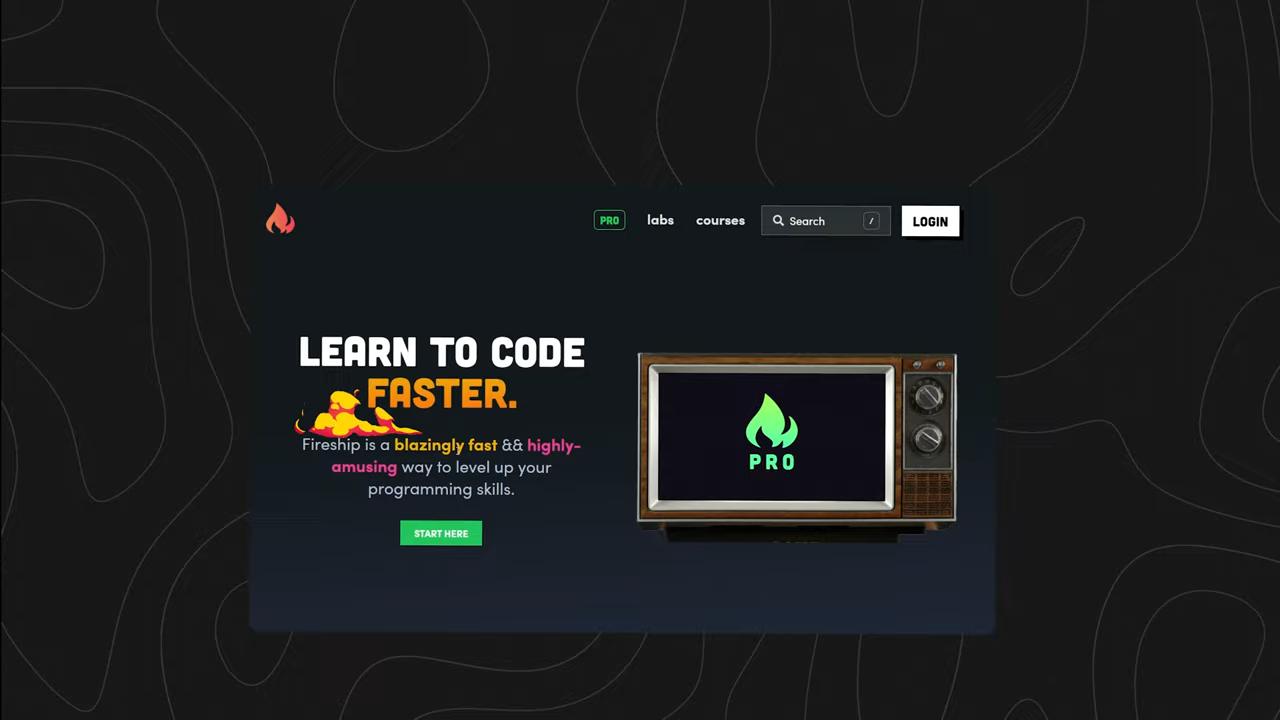 PRO labs courses Search / LOGIN
LEARN TO CODE
FASTER.
Fireship is a blazingly fast && highly-
amusing way to level up your
programming skills.
START HERE
PRO